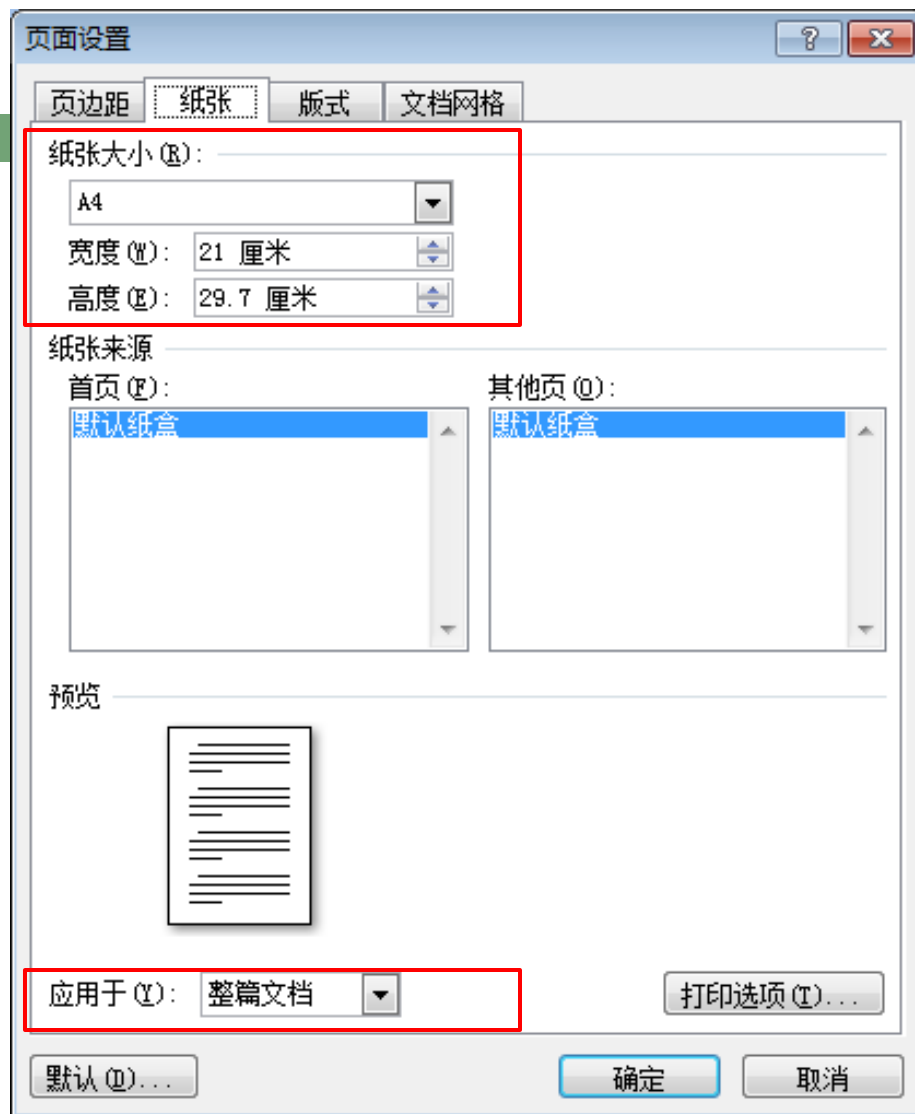 页面设置
页边距 纸张 版式 文档网格
纸张大小(R):
A4
宽度(W): 21 厘米
高度(E): 29.7 厘米
纸张来源
首页(F): 其他页(O):
默认纸盒 默认纸盒
预览
应用于(Y): 整篇文档 打印选项(T)...
默认(D)... 确定 取消